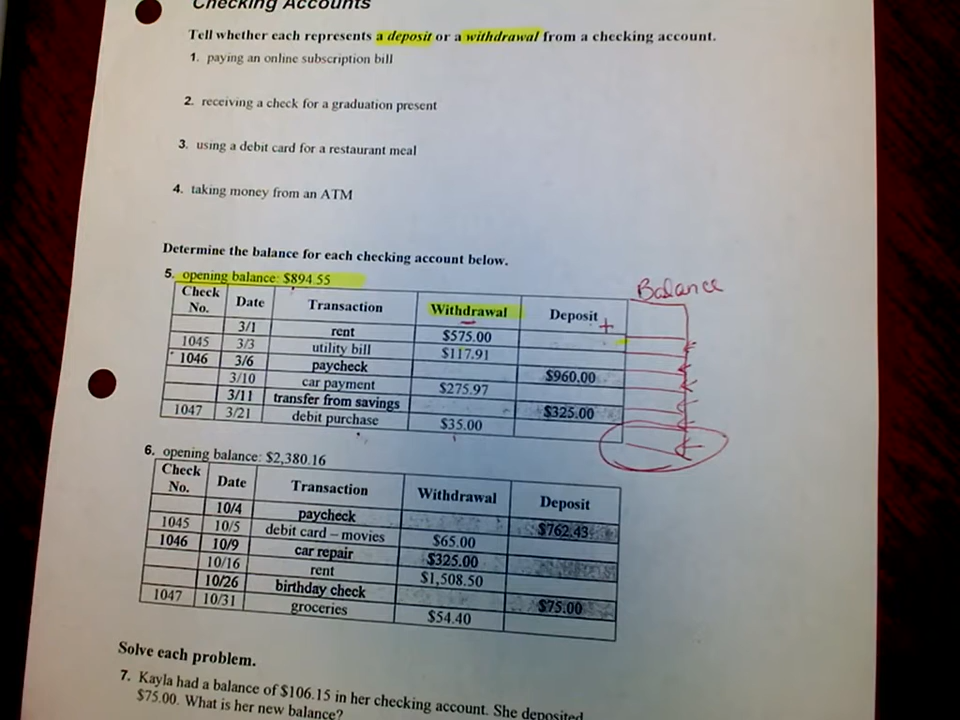 Checking Accounts
Tell whether each represents a deposit or a withdrawal from a checking account.
1. paying an online subscription bill
2. receiving a check for a graduation present
3. using a debit card for a restaurant meal
4. taking money from an ATM
Determine the balance for each checking account below.
5. opening balance: $894.55
Balance
Check No. Date Transaction Withdrawal Deposit +
3/1 rent $575.00
1045 3/3 utility bill $117.91
1046 3/6 paycheck $960.00
3/10 car payment $275.97
3/11 transfer from savings $325.00
1047 3/21 debit purchase $35.00
6. opening balance: $2,380.16
Check No. Date Transaction Withdrawal Deposit
10/4 paycheck $762.43
1045 10/5 debit card – movies $65.00
1046 10/9 car repair $325.00
10/16 rent $1,508.50
10/26 birthday check $75.00
1047 10/31 groceries $54.40
Solve each problem.
7. Kayla had a balance of $106.15 in her checking account. She deposited
$75.00. What is her new balance?